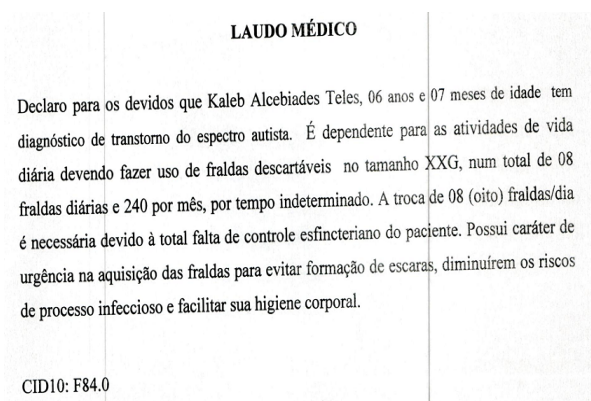 LAUDO MÉDICO
Declaro para os devidos que Kaleb Alcebiades Teles, 06 anos e 07 meses de idade tem
diagnóstico de transtorno do espectro autista. É dependente para as atividades de vida
diária devendo fazer uso de fraldas descartáveis no tamanho XXG, num total de 08
fraldas diárias e 240 por mês, por tempo indeterminado. A troca de 08 (oito) fraldas/dia
é necessária devido à total falta de controle esfincteriano do paciente. Possui caráter de
urgência na aquisição das fraldas para evitar formação de escaras, diminuírem os riscos
de processo infeccioso e facilitar sua higiene corporal.
CID10: F84.0